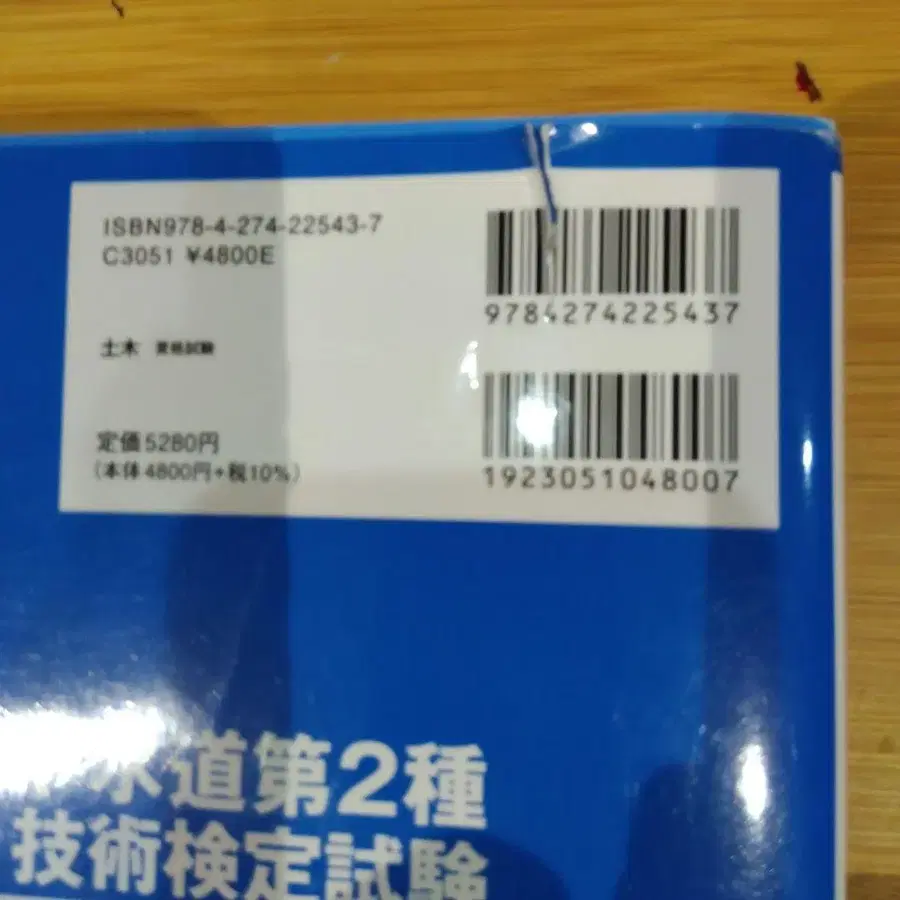 ISBN978-4-274-22543-7
C3051 ¥4800E
9784274225437
土木 資格試験
定価5280円
(本体4800円+税10%)
1923051048007
水道第2種
技術検定試験